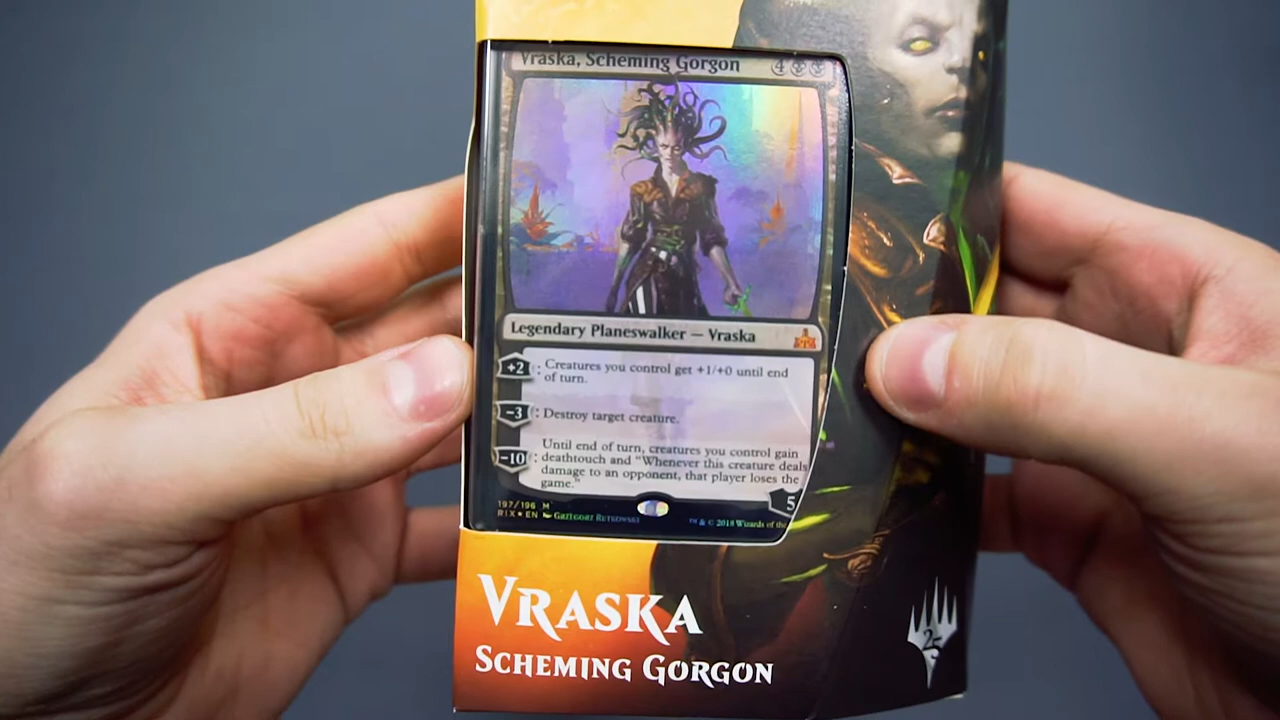 Vraska, Scheming Gorgon 4
Legendary Planeswalker — Vraska
+2: Creatures you control get +1/+0 until end
of turn.
−3: Destroy target creature.
−10: Until end of turn, creatures you control gain
deathtouch and "Whenever this creature deals
damage to an opponent, that player loses the
game."
5
197/196 M
RIX ★ EN Grzegorz Rutkowski
™ & © 2018 Wizards of the
VRASKA
SCHEMING GORGON
25